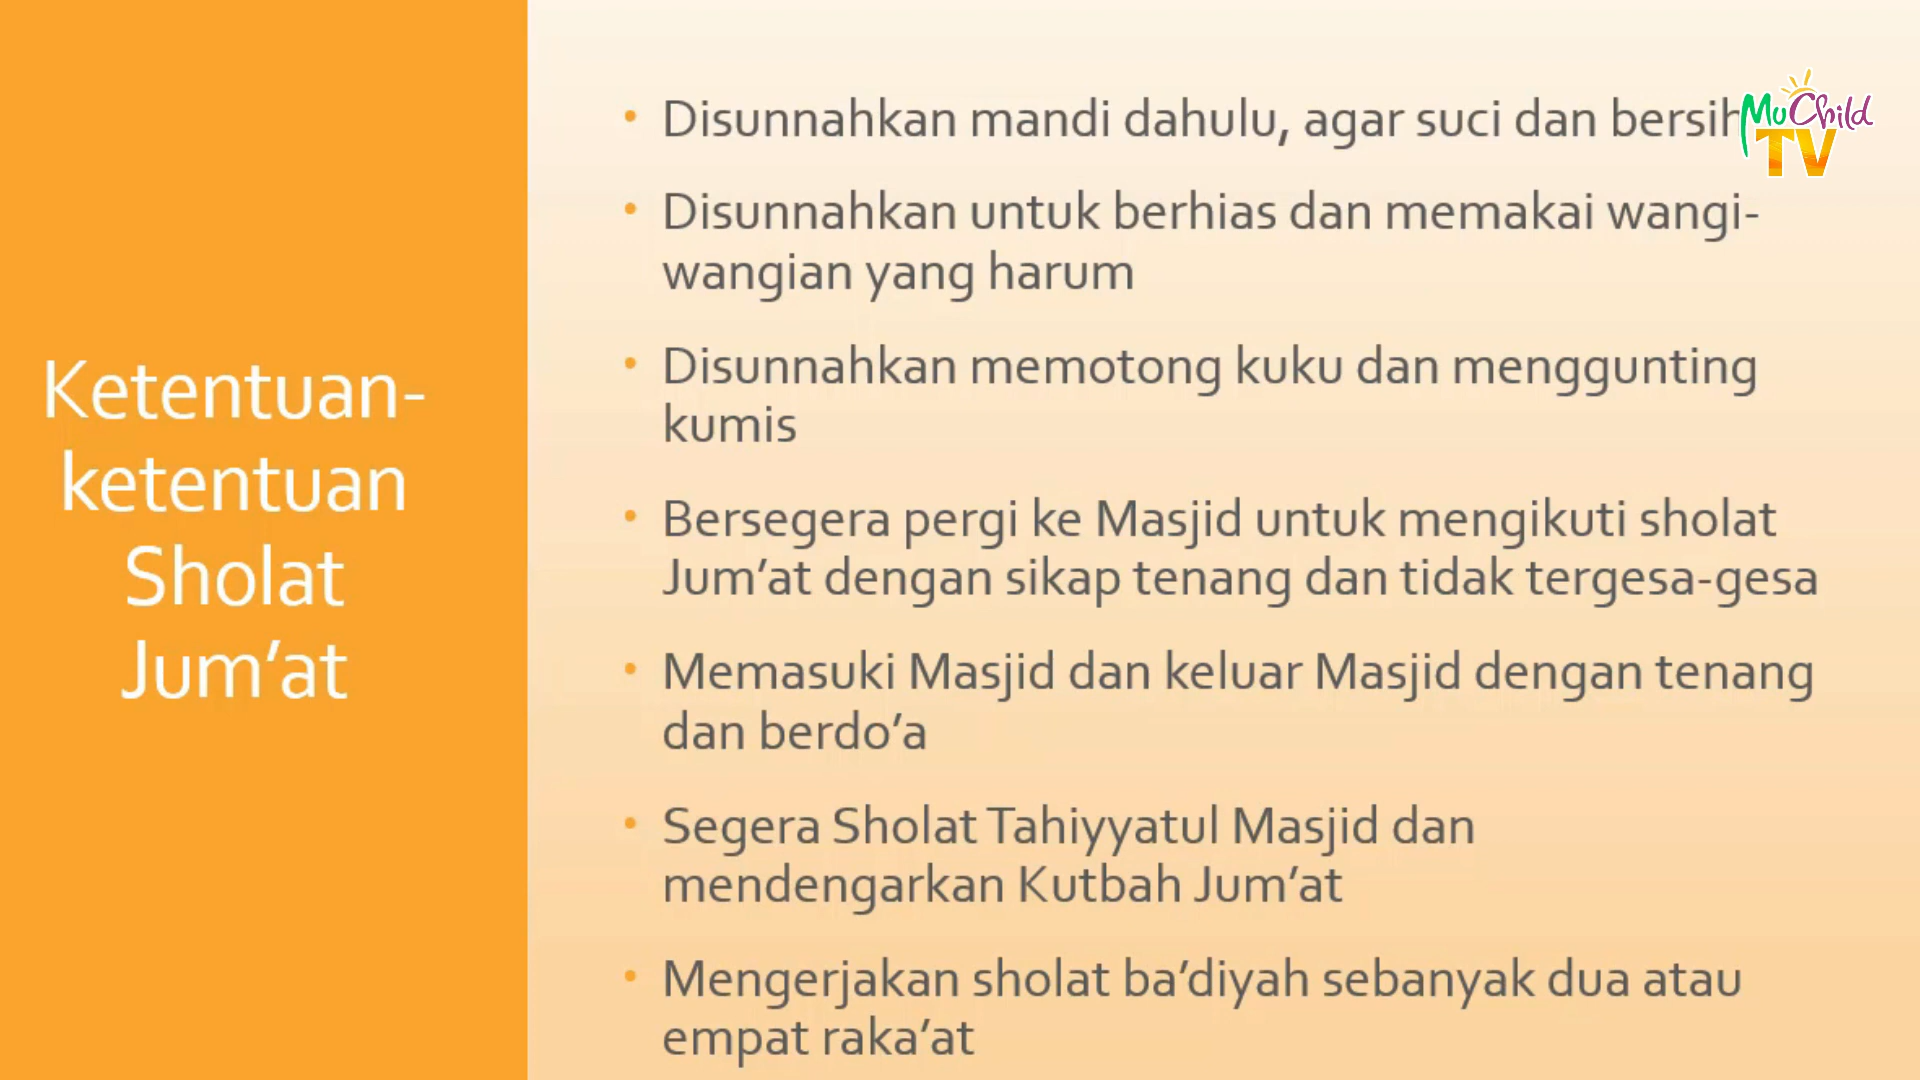 Ketentuan-
ketentuan
Sholat
Jum’at
• Disunnahkan mandi dahulu, agar suci dan bersih
• Disunnahkan untuk berhias dan memakai wangi-
wangian yang harum
• Disunnahkan memotong kuku dan menggunting
kumis
• Bersegera pergi ke Masjid untuk mengikuti sholat
Jum’at dengan sikap tenang dan tidak tergesa-gesa
• Memasuki Masjid dan keluar Masjid dengan tenang
dan berdo’a
• Segera Sholat Tahiyyatul Masjid dan
mendengarkan Kutbah Jum’at
• Mengerjakan sholat ba’diyah sebanyak dua atau
empat raka’at
MuChild
TV